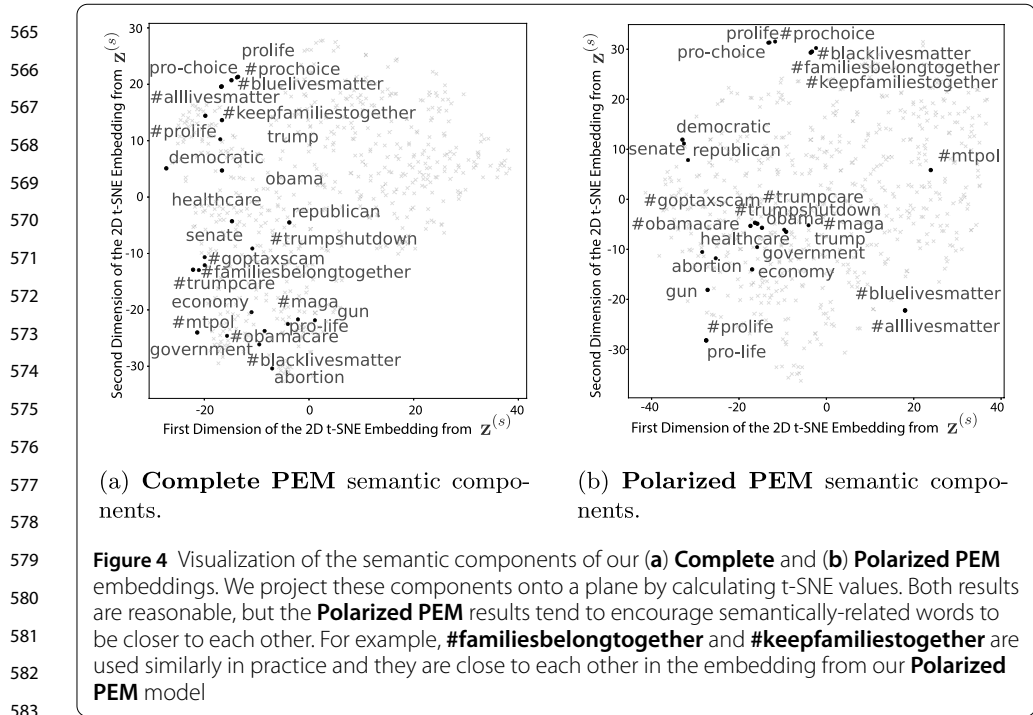 565
566
567
568
569
570
571
572
573
574
575
576
577
578
579
580
581
582
583
Second Dimension of the 2D t-SNE Embedding from z^(s)
30
20
10
0
-10
-20
-30
prolife
pro-choice
#prochoice
#bluelivesmatter
#alllivesmatter
#keepfamiliestogether
#prolife
trump
democratic
obama
healthcare
republican
senate
#trumpshutdown
#goptaxscam
#familiesbelongtogether
#trumpcare
economy
#maga
gun
#mtpol
pro-life
#obamacare
government
#blacklivesmatter
abortion
-20
0
20
40
First Dimension of the 2D t-SNE Embedding from z^(s)
Second Dimension of the 2D t-SNE Embedding from z^(s)
30
20
10
0
-10
-20
-30
prolife#prochoice
pro-choice
#blacklivesmatter
#familiesbelongtogether
#keepfamiliestogether
democratic
senate
republican
#mtpol
#goptaxscam
#trumpcare
#trumpshutdown
#obamacare
obama
#maga
healthcare
trump
government
abortion
economy
gun
#bluelivesmatter
#prolife
#alllivesmatter
pro-life
-40
-20
0
20
40
First Dimension of the 2D t-SNE Embedding from z^(s)
(a) Complete PEM semantic compo-
nents.
(b) Polarized PEM semantic com-
ponents.
Figure 4 Visualization of the semantic components of our (a) Complete and (b) Polarized PEM
embeddings. We project these components onto a plane by calculating t-SNE values. Both results
are reasonable, but the Polarized PEM results tend to encourage semantically-related words to
be closer to each other. For example, #familiesbelongtogether and #keepfamiliestogether are
used similarly in practice and they are close to each other in the embedding from our Polarized
PEM model